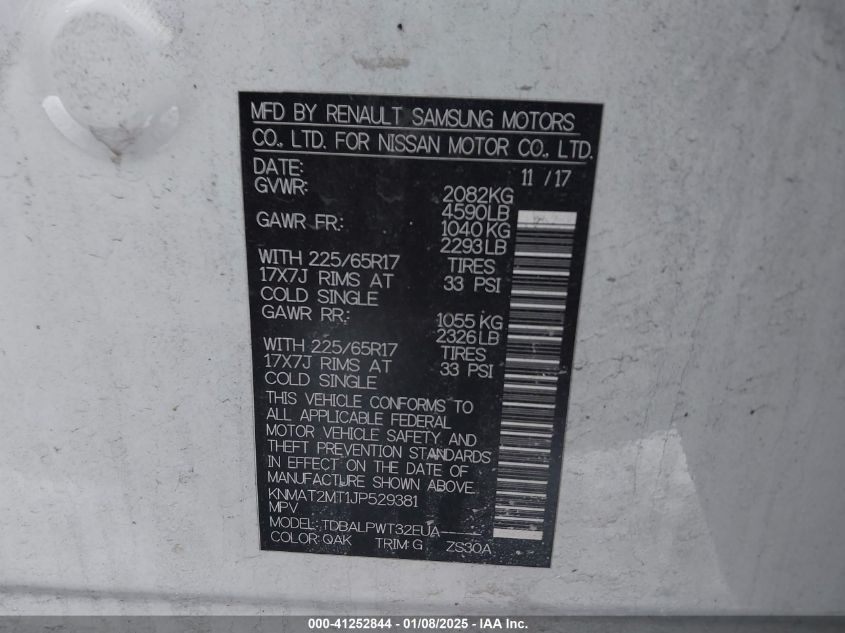 MFD BY RENAULT SAMSUNG MOTORS
CO., LTD. FOR NISSAN MOTOR CO., LTD.
DATE: 11 / 17
GVWR: 2082KG
4590LB
GAWR FR: 1040 KG
2293LB
WITH 225/65R17 TIRES
17X7J RIMS AT 33 PSI
COLD SINGLE
GAWR RR: 1055 KG
2326LB
WITH 225/65R17 TIRES
17X7J RIMS AT 33 PSI
COLD SINGLE
THIS VEHICLE CONFORMS TO
ALL APPLICABLE FEDERAL
MOTOR VEHICLE SAFETY AND
THEFT PREVENTION STANDARDS
IN EFFECT ON THE DATE OF
MANUFACTURE SHOWN ABOVE.
KNMAT2MT1JP529381
MPV
MODEL: TDBALPWT32EUA-----
COLOR: QAK TRIM: G ZS30A
000-41252844 - 01/08/2025 - IAA Inc.